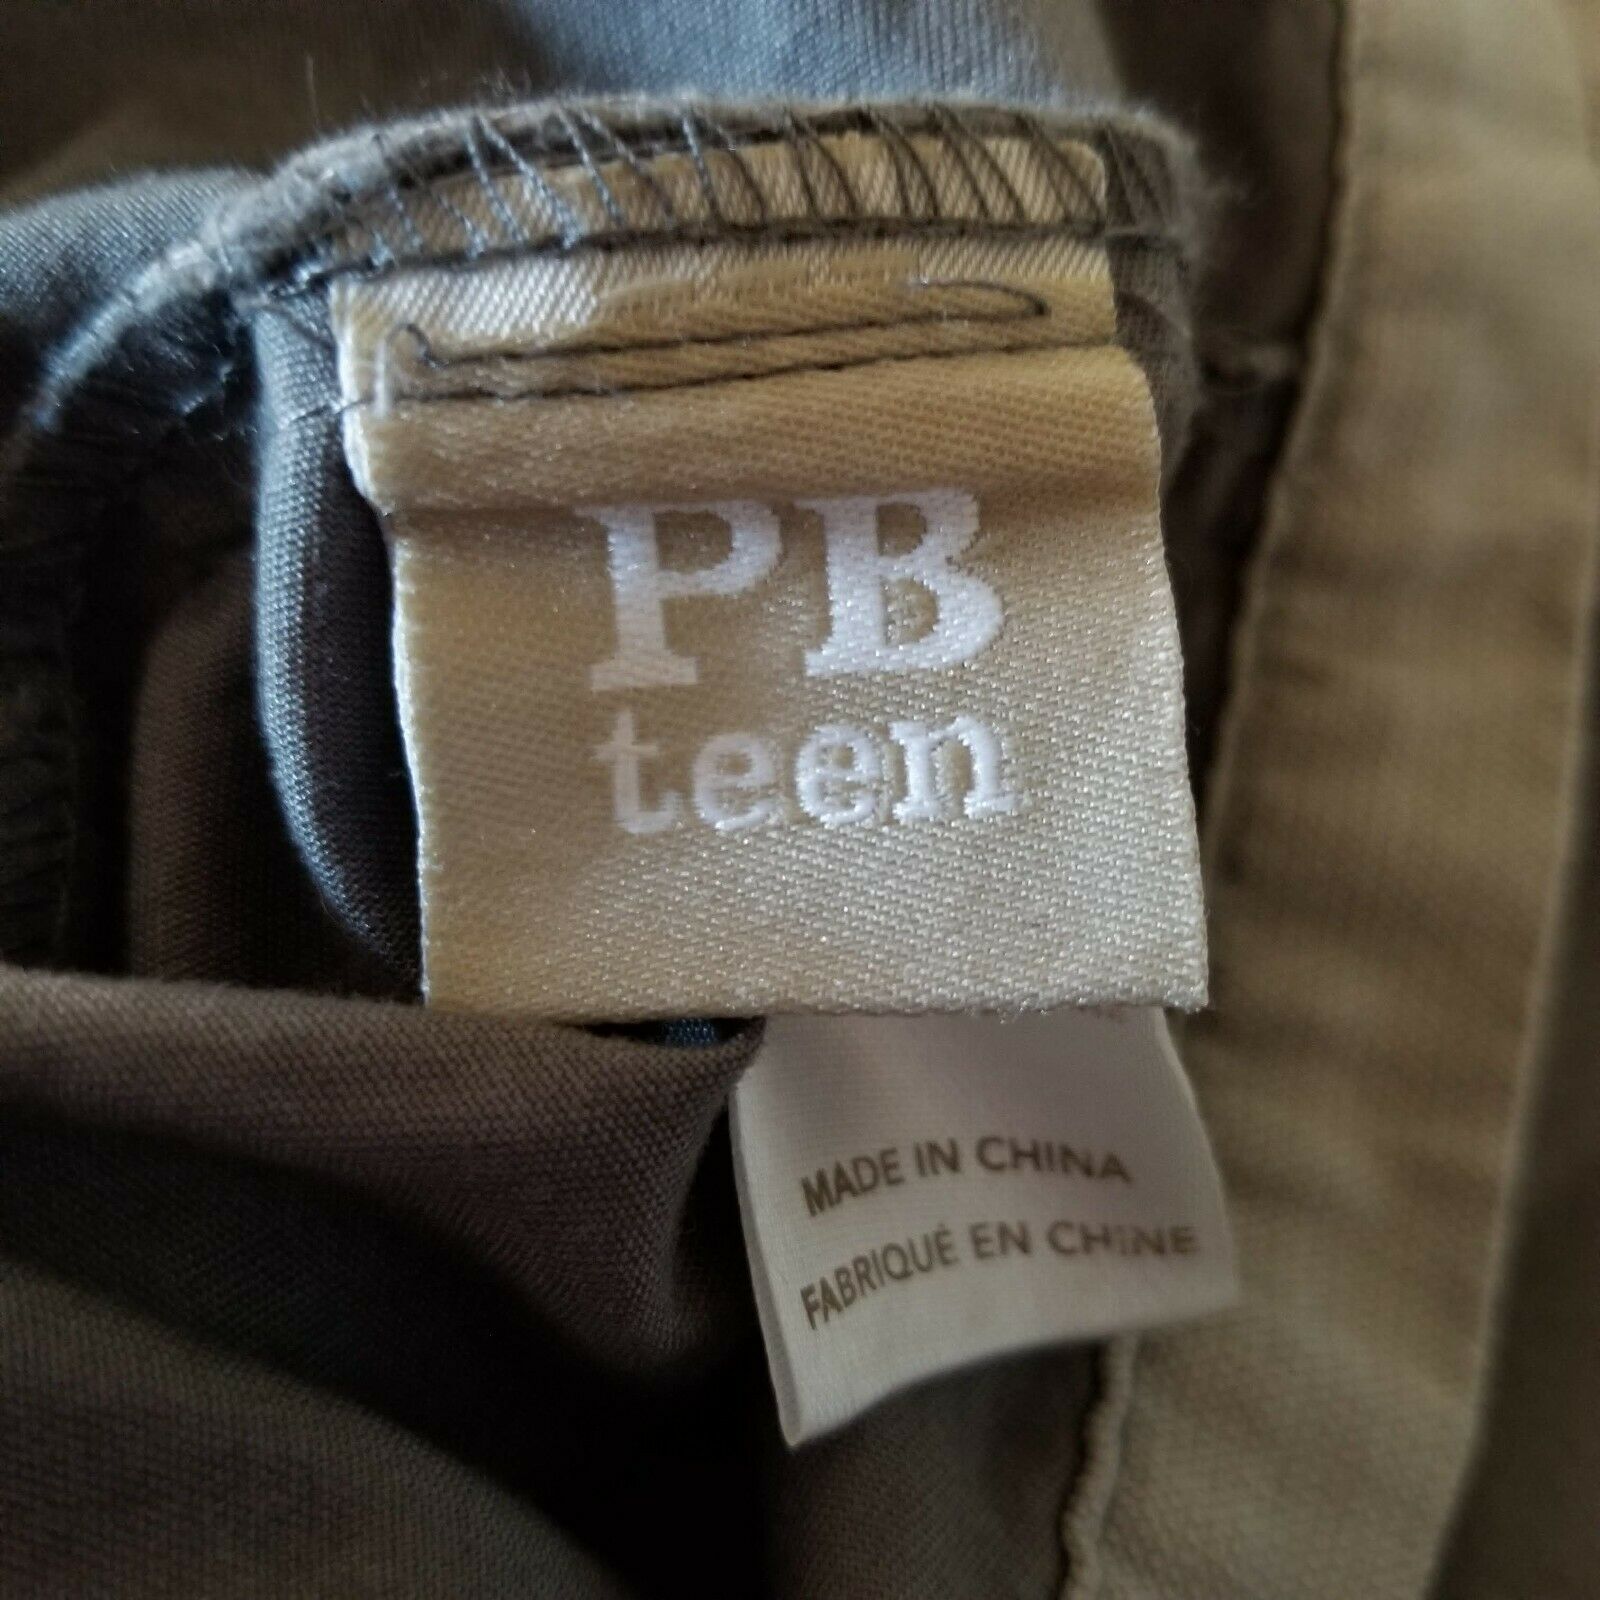 PB
teen
MADE IN CHINA
FABRIQUÉ EN CHINE